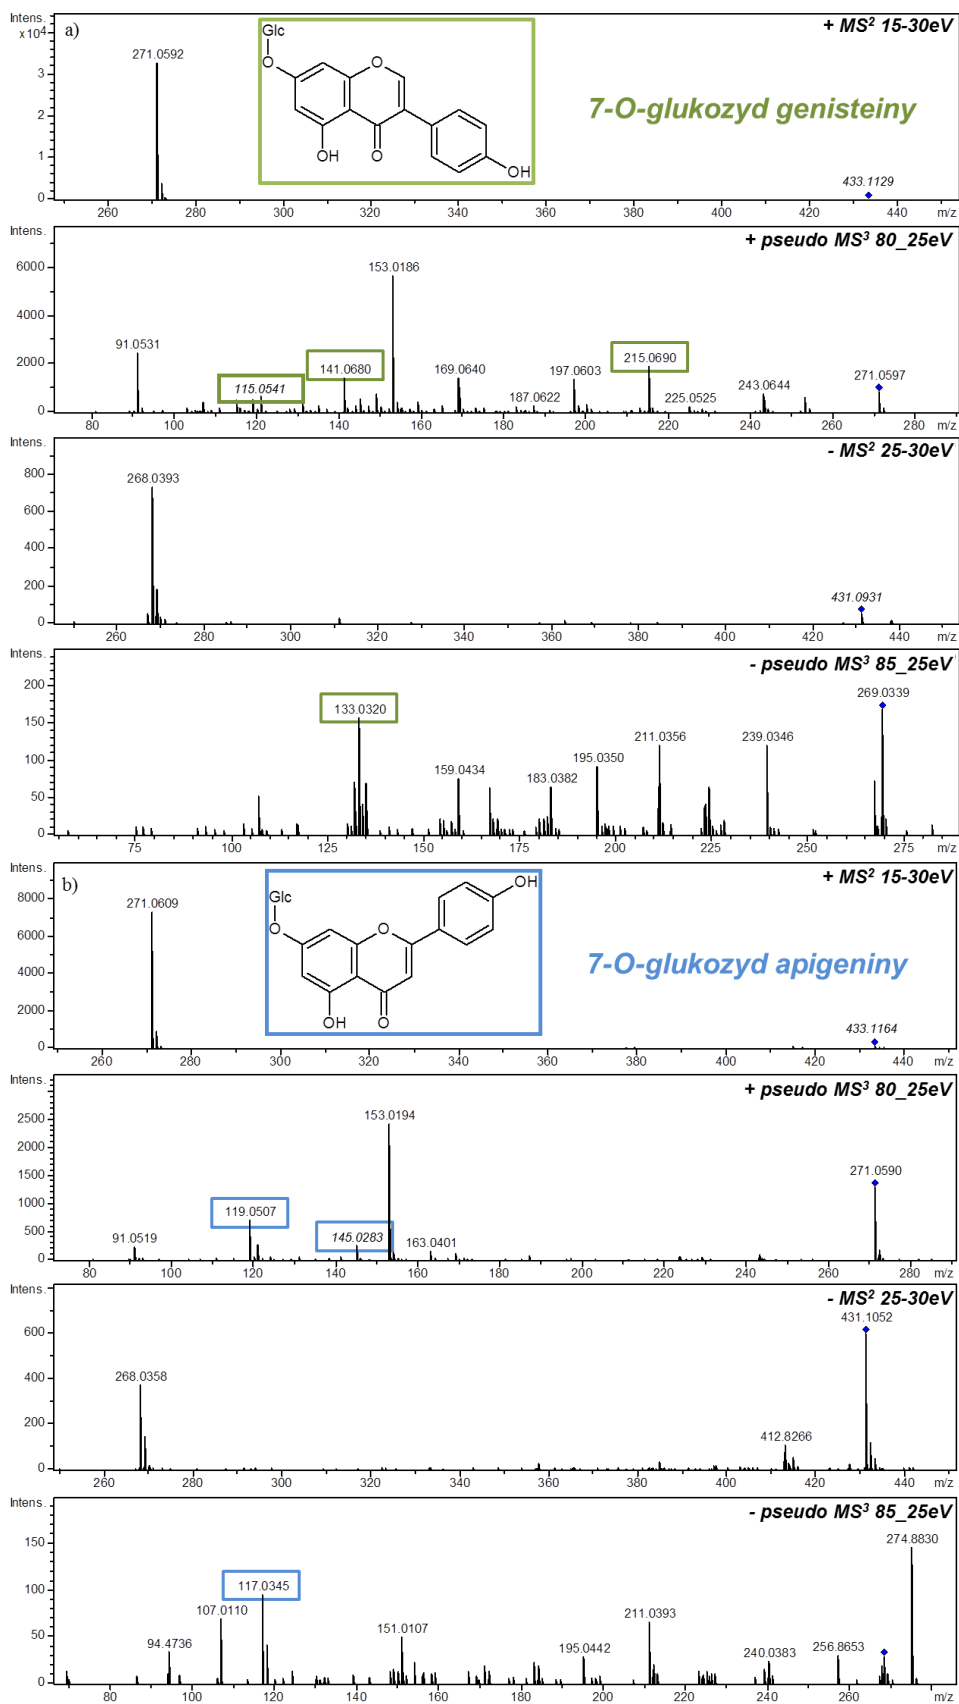 Intens.
x10⁴
a)
+ MS² 15-30eV
271.0592
Glc
O
O
OH
O
OH
7-O-glukozyd genisteiny
433.1129
3
2
1
0
260 280 300 320 340 360 380 400 420 440 m/z
Intens.
+ pseudo MS³ 80_25eV
6000
4000
2000
0
91.0531
115.0541
141.0680
153.0186
169.0640
187.0622
197.0603
215.0690
225.0525
243.0644
271.0597
80 100 120 140 160 180 200 220 240 260 280 m/z
Intens.
- MS² 25-30eV
800
600
400
200
0
268.0393
431.0931
260 280 300 320 340 360 380 400 420 440 m/z
Intens.
- pseudo MS³ 85_25eV
200
150
100
50
0
133.0320
159.0434
183.0382
195.0350
211.0356
239.0346
269.0339
75 100 125 150 175 200 225 250 275 m/z
Intens.
b)
+ MS² 15-30eV
8000
6000
4000
2000
0
271.0609
Glc
O
O
OH
O
OH
7-O-glukozyd apigeniny
433.1164
260 280 300 320 340 360 380 400 420 440 m/z
Intens.
+ pseudo MS³ 80_25eV
2500
2000
1500
1000
500
0
91.0519
119.0507
145.0283
153.0194
163.0401
271.0590
80 100 120 140 160 180 200 220 240 260 280 m/z
Intens.
- MS² 25-30eV
600
400
200
0
268.0358
412.8266
431.1052
260 280 300 320 340 360 380 400 420 440 m/z
Intens.
- pseudo MS³ 85_25eV
150
100
50
0
94.4736
107.0110
117.0345
151.0107
195.0442
211.0393
240.0383
256.8653
274.8830
80 100 120 140 160 180 200 220 240 260 m/z